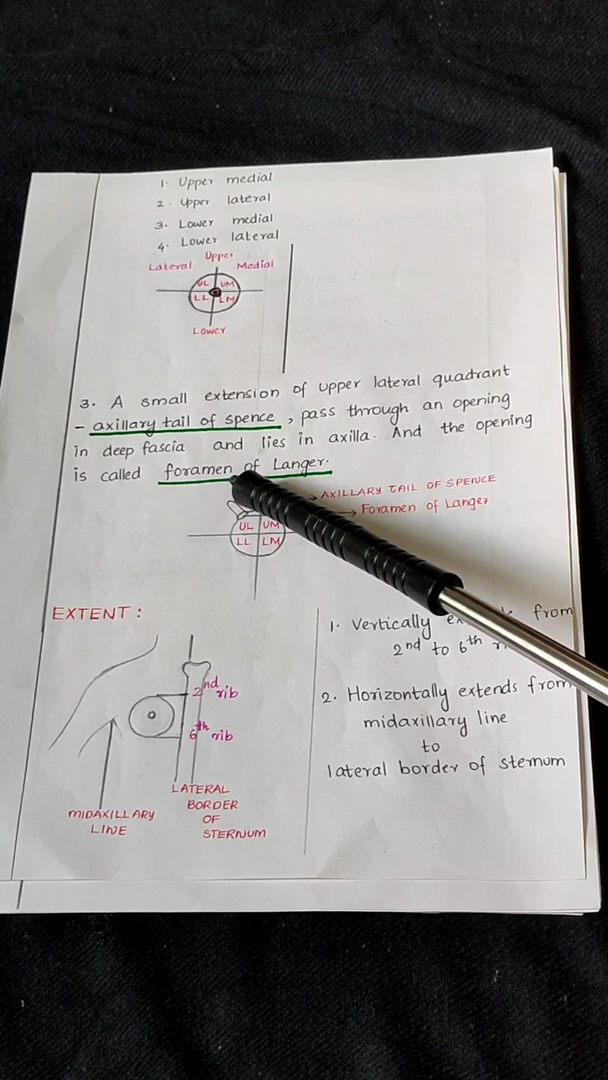 1. Upper medial
2. Upper lateral
3. Lower medial
4. Lower lateral
Upper
Lateral Medial
UL UM
LL LM
Lower
3. A small extension of upper lateral quadrant
- axillary tail of spence, pass through an opening
in deep fascia and lies in axilla. And the opening
is called foramen of Langer.
→ AXILLARY TAIL OF SPENCE
→ Foramen of Langer
UL UM
LL LM
EXTENT:
1. Vertically from
2nd to 6th
2. Horizontally extends from
midaxillary line
to
lateral border of sternum
2nd rib
6th rib
MIDAXILLARY
LINE
LATERAL
BORDER
OF
STERNUM